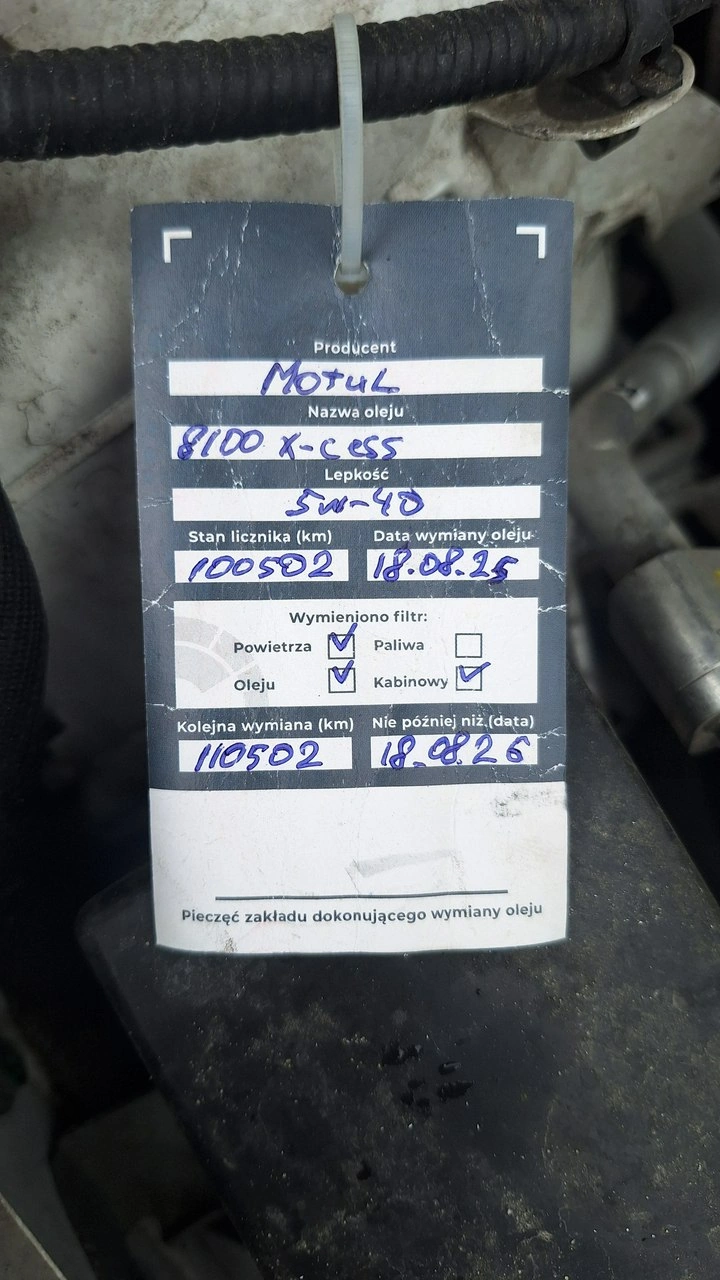 Producent
Motul
Nazwa oleju
8100 X-cess
Lepkość
5w-40
Stan licznika (km) Data wymiany oleju
100502 18.08.25
Wymieniono filtr:
Powietrza Paliwa
Oleju Kabinowy
Kolejna wymiana (km) Nie później niż (data)
110502 18.08.26
Pieczęć zakładu dokonującego wymiany oleju